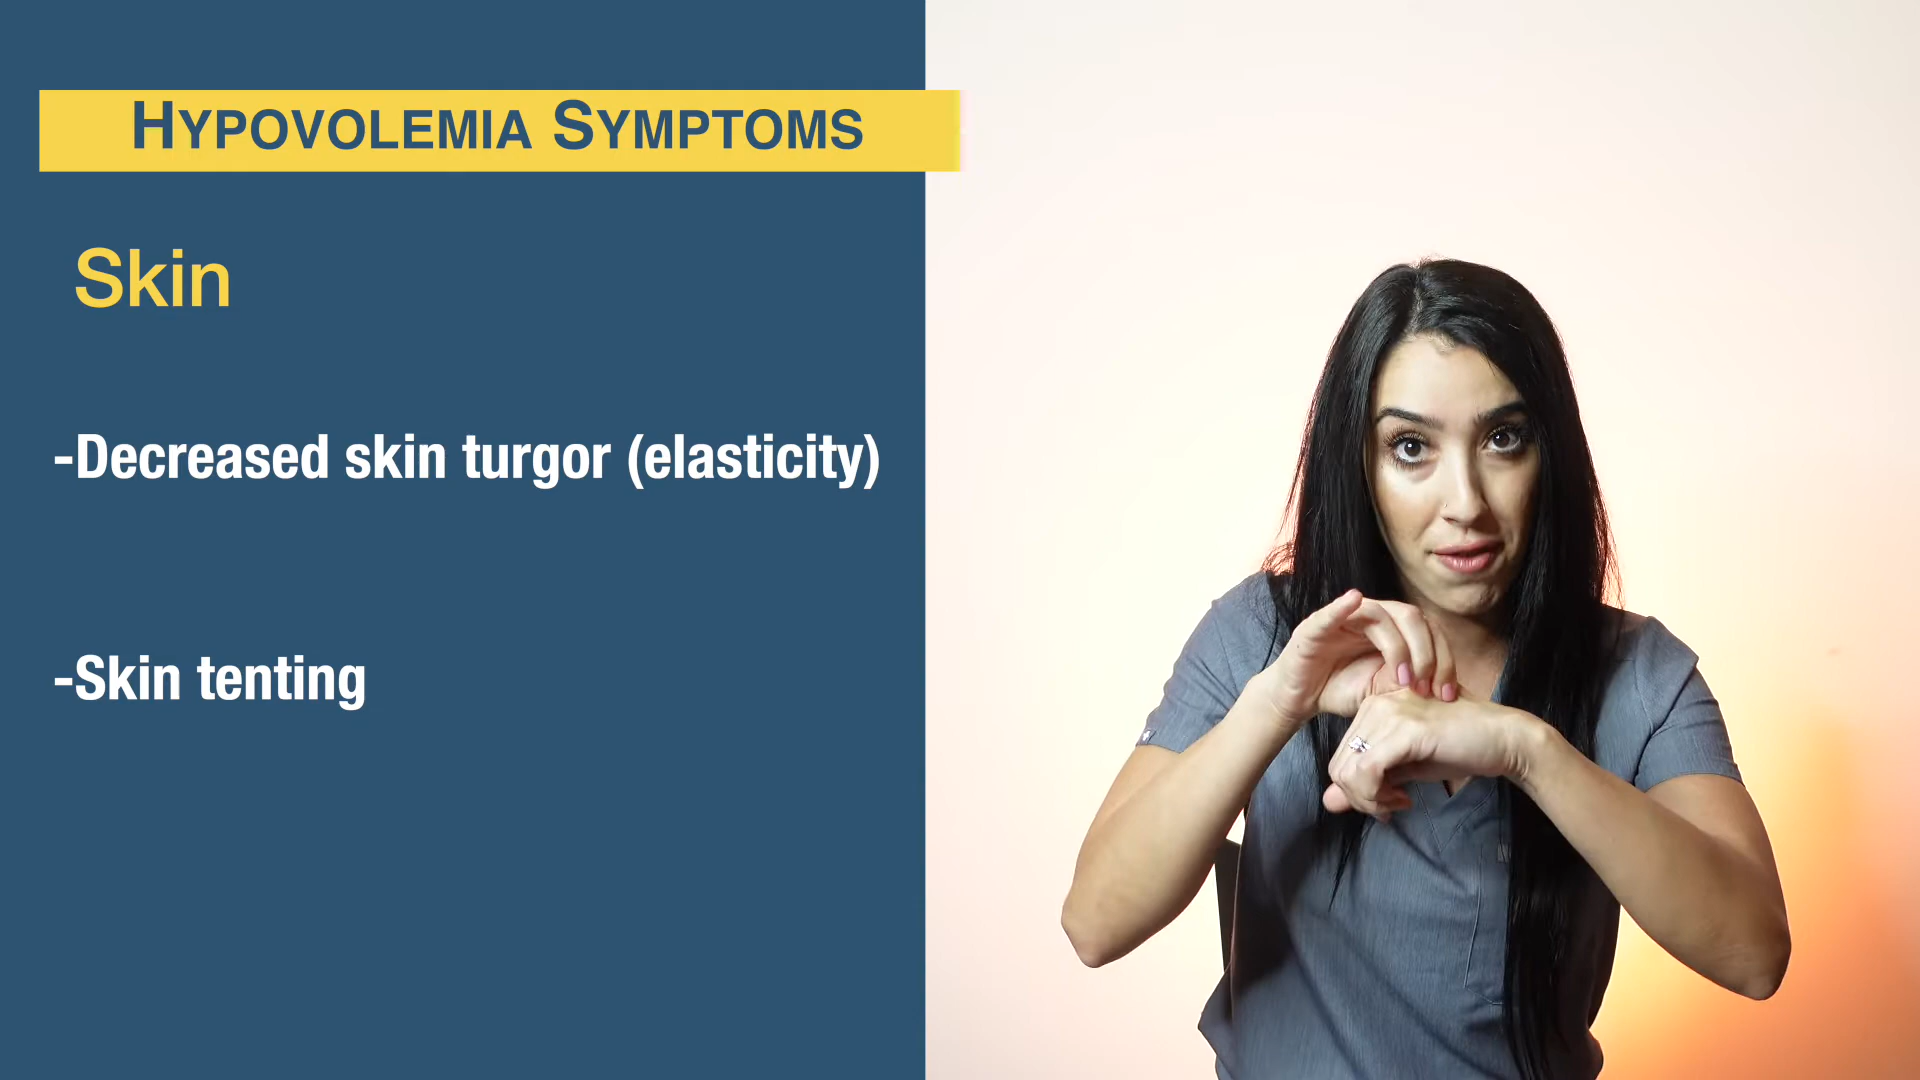 Hypovolemia Symptoms
Skin
-Decreased skin turgor (elasticity)
-Skin tenting